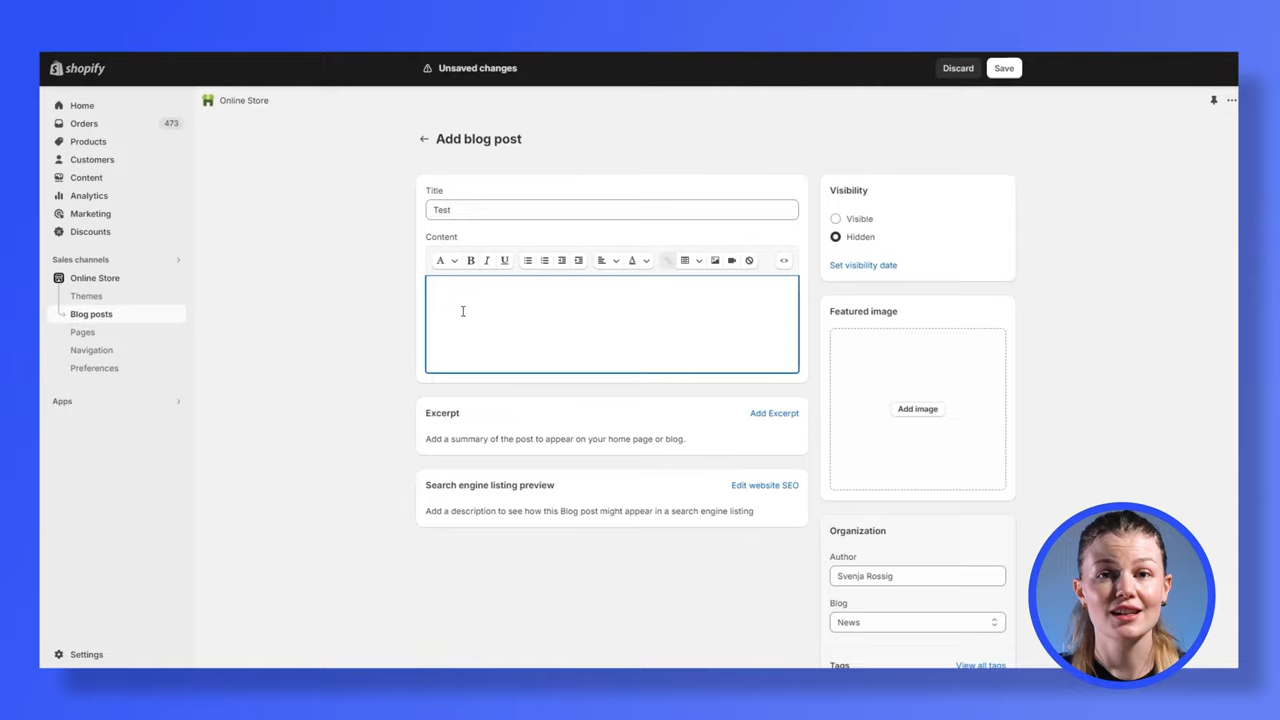 shopify
Unsaved changes
Discard
Save
Home
Orders
473
Products
Customers
Content
Analytics
Marketing
Discounts
Sales channels
Online Store
Themes
Blog posts
Pages
Navigation
Preferences
Apps
Settings
Online Store
Add blog post
Title
Test
Content
A
B
I
U
A
<>
Excerpt
Add Excerpt
Add a summary of the post to appear on your home page or blog.
Search engine listing preview
Edit website SEO
Add a description to see how this Blog post might appear in a search engine listing
Visibility
Visible
Hidden
Set visibility date
Featured image
Add image
Organization
Author
Svenja Rossig
Blog
News
Tags
View all tags